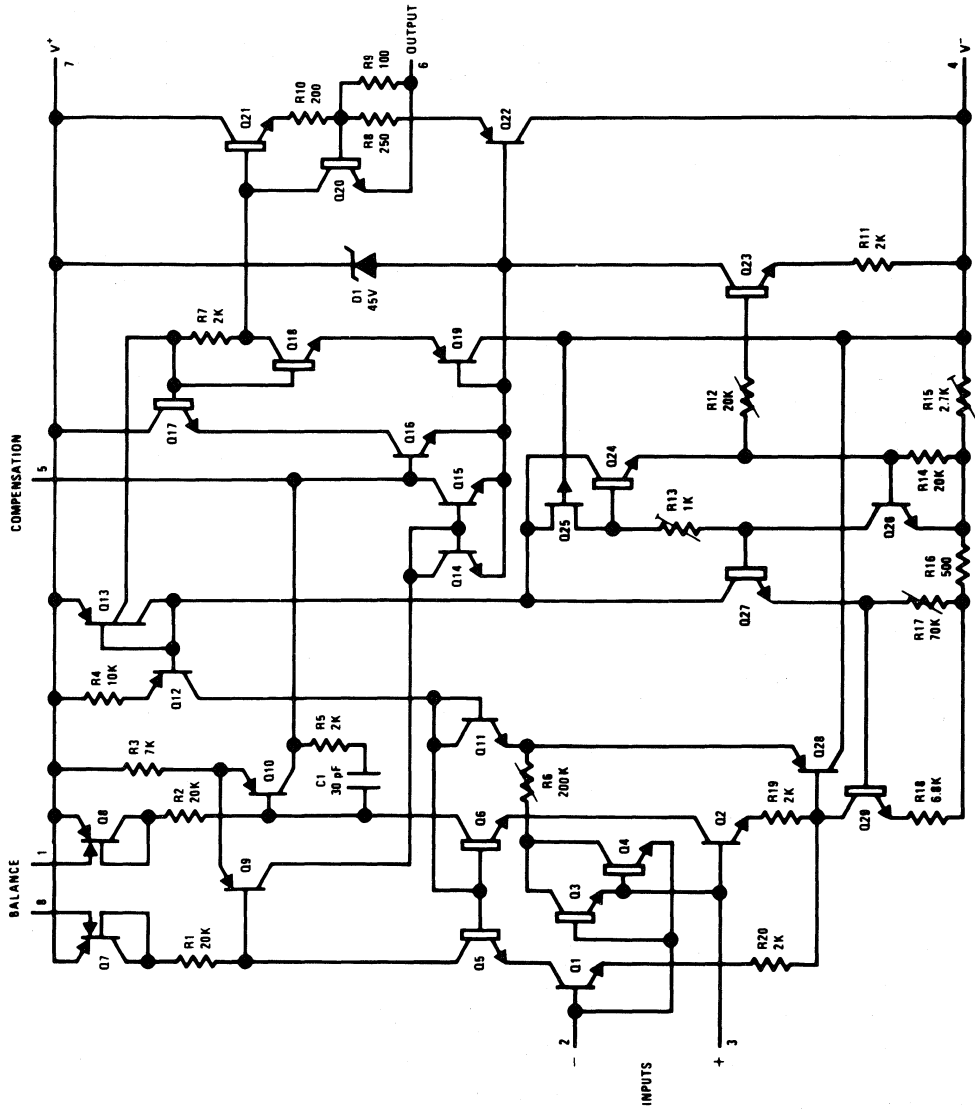 BALANCE
8
1
COMPENSATION
5
V+
7
Q7
Q8
R3
7K
R4
10K
Q12
Q13
Q17
R7
2K
Q21
R10
200
R9
100
OUTPUT
6
R1
20K
R2
20K
Q9
Q10
R5
2K
C1
30 pF
Q18
D1
45V
Q20
R8
250
Q16
Q19
Q22
Q15
Q14
Q5
Q6
Q11
R6
200K
Q3
Q4
Q1
Q2
2
-
INPUTS
+
3
R20
2K
R19
2K
Q28
Q29
R18
6.8K
Q25
Q24
R13
1K
Q27
Q26
R12
20K
Q23
R11
2K
R17
70K
R16
500
R14
20K
R15
2.7K
V-
4